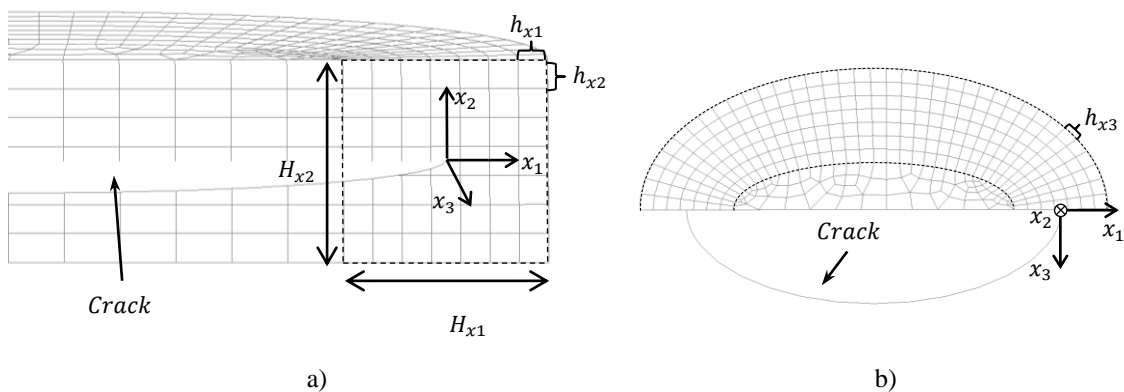 h_{x1}
h_{x2}
x_2
H_{x2}
x_1
x_3
Crack
H_{x1}
a)
h_{x3}
x_2
x_1
Crack
x_3
b)